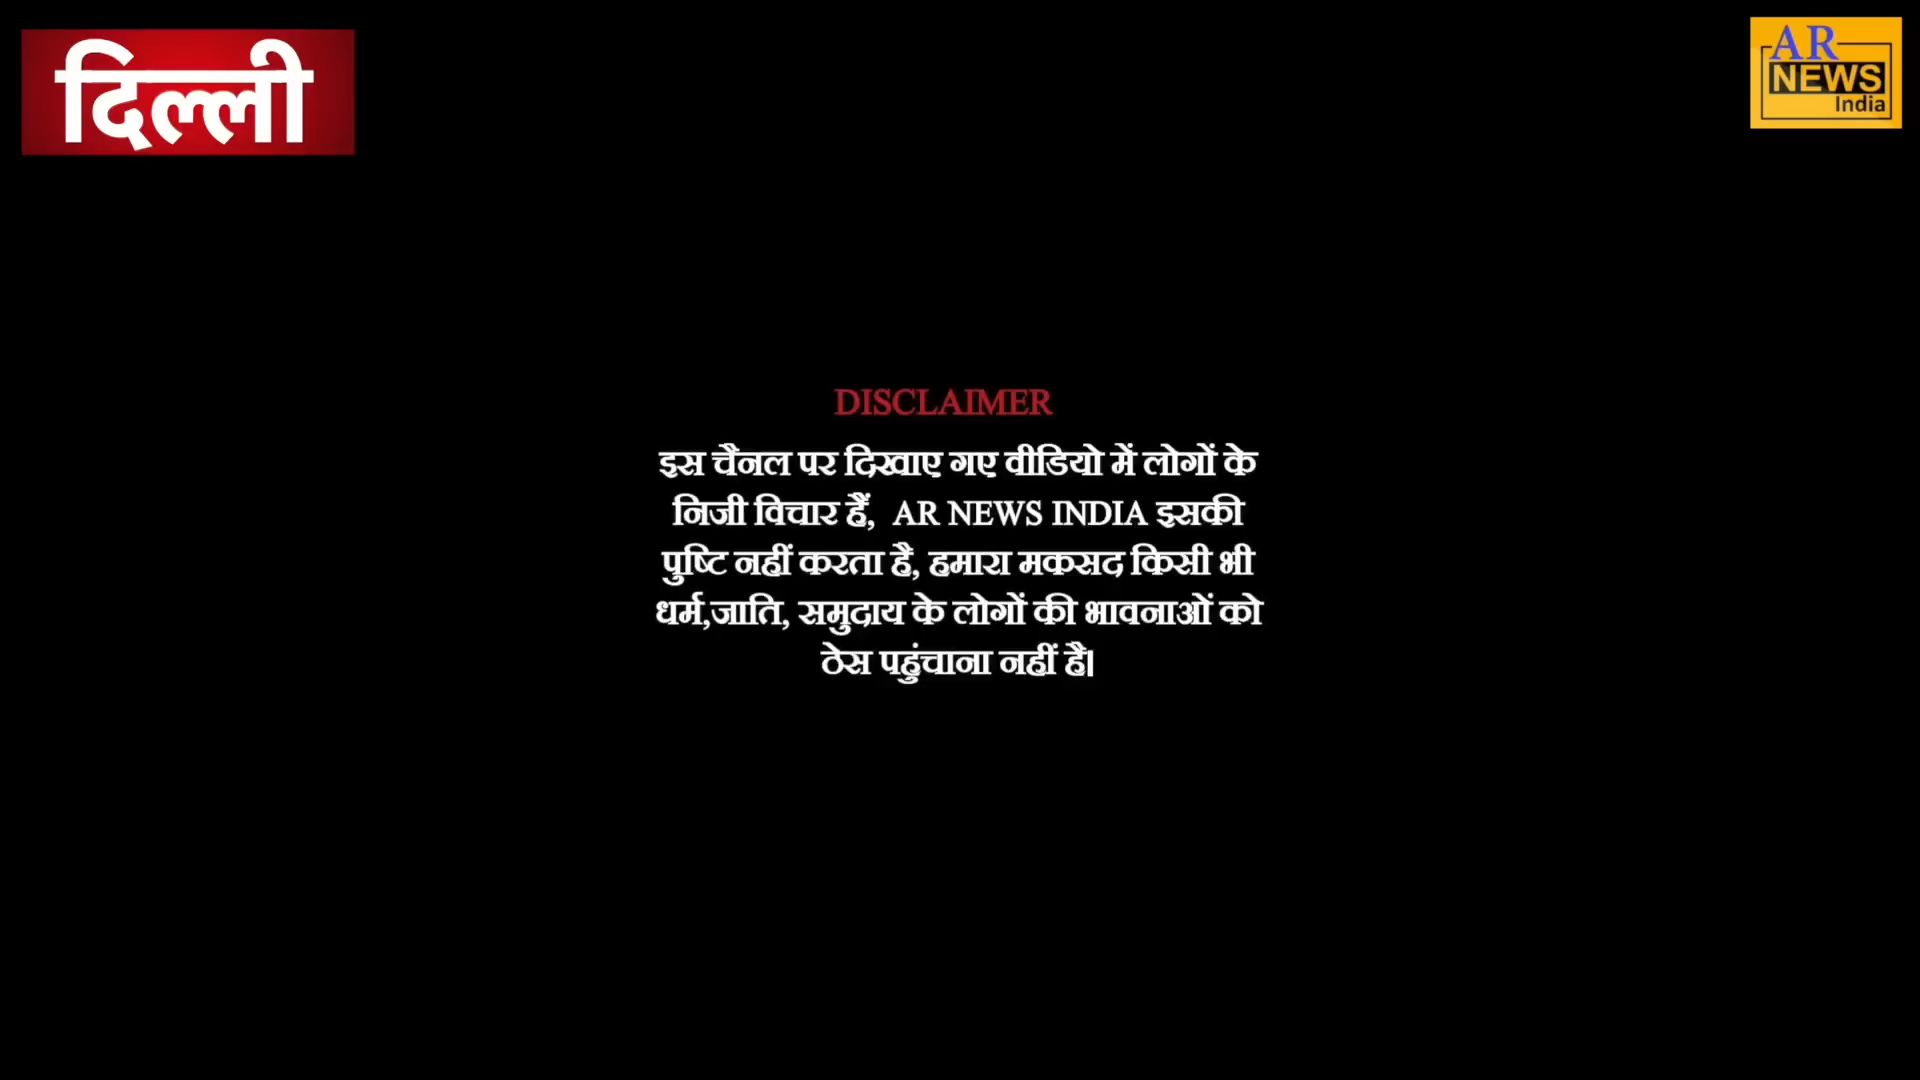 दिल्ली
AR
NEWS
India
DISCLAIMER
इस चैनल पर दिखाए गए वीडियो में लोगों के
निजी विचार हैं, AR NEWS INDIA इसकी
पुष्टि नहीं करता है, हमारा मकसद किसी भी
धर्म,जाति, समुदाय के लोगों की भावनाओं को
ठेस पहुंचाना नहीं है।